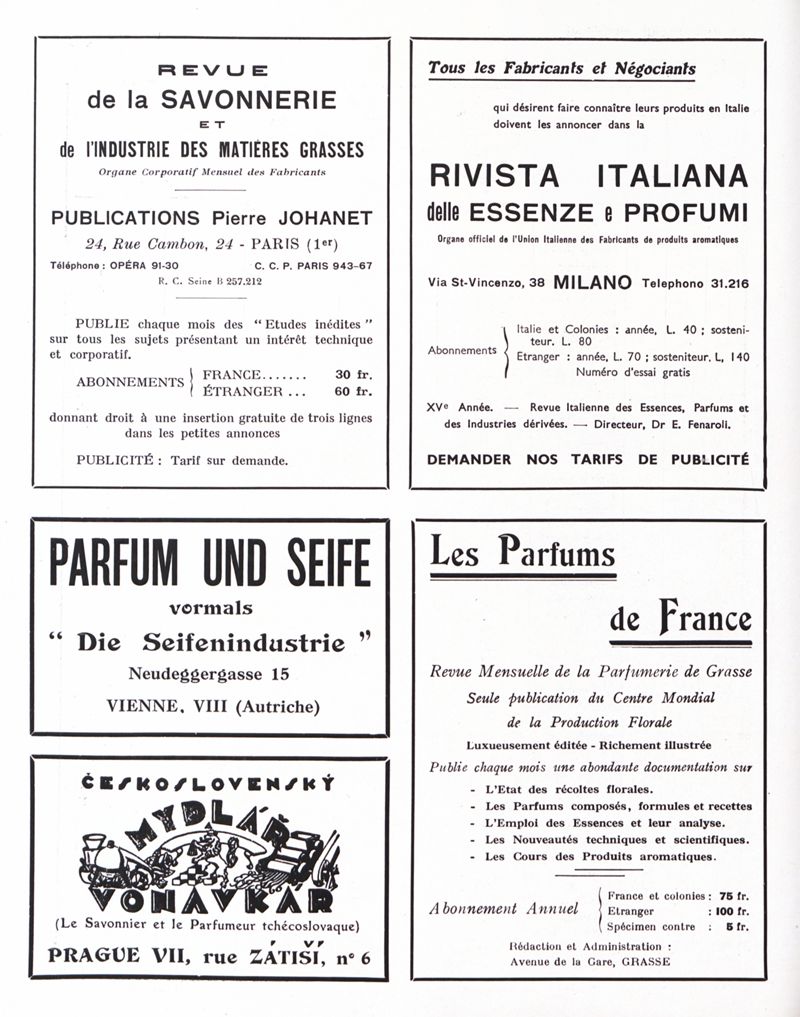 REVUE
de la SAVONNERIE
ET
de l'INDUSTRIE DES MATIÈRES GRASSES
Organe Corporatif Mensuel des Fabricants
PUBLICATIONS Pierre JOHANET
24, Rue Cambon, 24 - PARIS (1er)
Téléphone : OPÉRA 91-30 C. C. P. PARIS 943-67
R. C. Seine B 257.212
PUBLIE chaque mois des “Etudes inédites”
sur tous les sujets présentant un intérêt technique
et corporatif.
ABONNEMENTS
FRANCE....... 30 fr.
ÉTRANGER ... 60 fr.
donnant droit à une insertion gratuite de trois lignes
dans les petites annonces
PUBLICITÉ : Tarif sur demande.
Tous les Fabricants et Négociants
qui désirent faire connaître leurs produits en Italie
doivent les annoncer dans la
RIVISTA ITALIANA
delle ESSENZE e PROFUMI
Organe officiel de l'Union Italienne des Fabricants de produits aromatiques
Via St-Vincenzo, 38 MILANO Telephono 31.216
Abonnements
Italie et Colonies : année, L. 40 ; sosteni-
teur. L. 80
Etranger : année, L. 70 ; sosteniteur. L, 140
Numéro d'essai gratis
XVe Année. — Revue Italienne des Essences, Parfums et
des Industries dérivées. — Directeur, Dr E. Fenaroli.
DEMANDER NOS TARIFS DE PUBLICITÉ
PARFUM UND SEIFE
vormals
“ Die Seifenindustrie ”
Neudeggergasse 15
VIENNE, VIII (Autriche)
ČESKOSLOVENSKÝ
MYDLÁŘ
VOŇAVKÁŘ
(Le Savonnier et le Parfumeur tchécoslovaque)
PRAGUE VII, rue ZÁTIŠÍ, n° 6
Les Parfums
de France
Revue Mensuelle de la Parfumerie de Grasse
Seule publication du Centre Mondial
de la Production Florale
Luxueusement éditée - Richement illustrée
Publie chaque mois une abondante documentation sur
- L'Etat des récoltes florales.
- Les Parfums composés, formules et recettes
- L'Emploi des Essences et leur analyse.
- Les Nouveautés techniques et scientifiques.
- Les Cours des Produits aromatiques.
Abonnement Annuel
France et colonies : 75 fr.
Etranger : 100 fr.
Spécimen contre : 5 fr.
Rédaction et Administration :
Avenue de la Gare, GRASSE